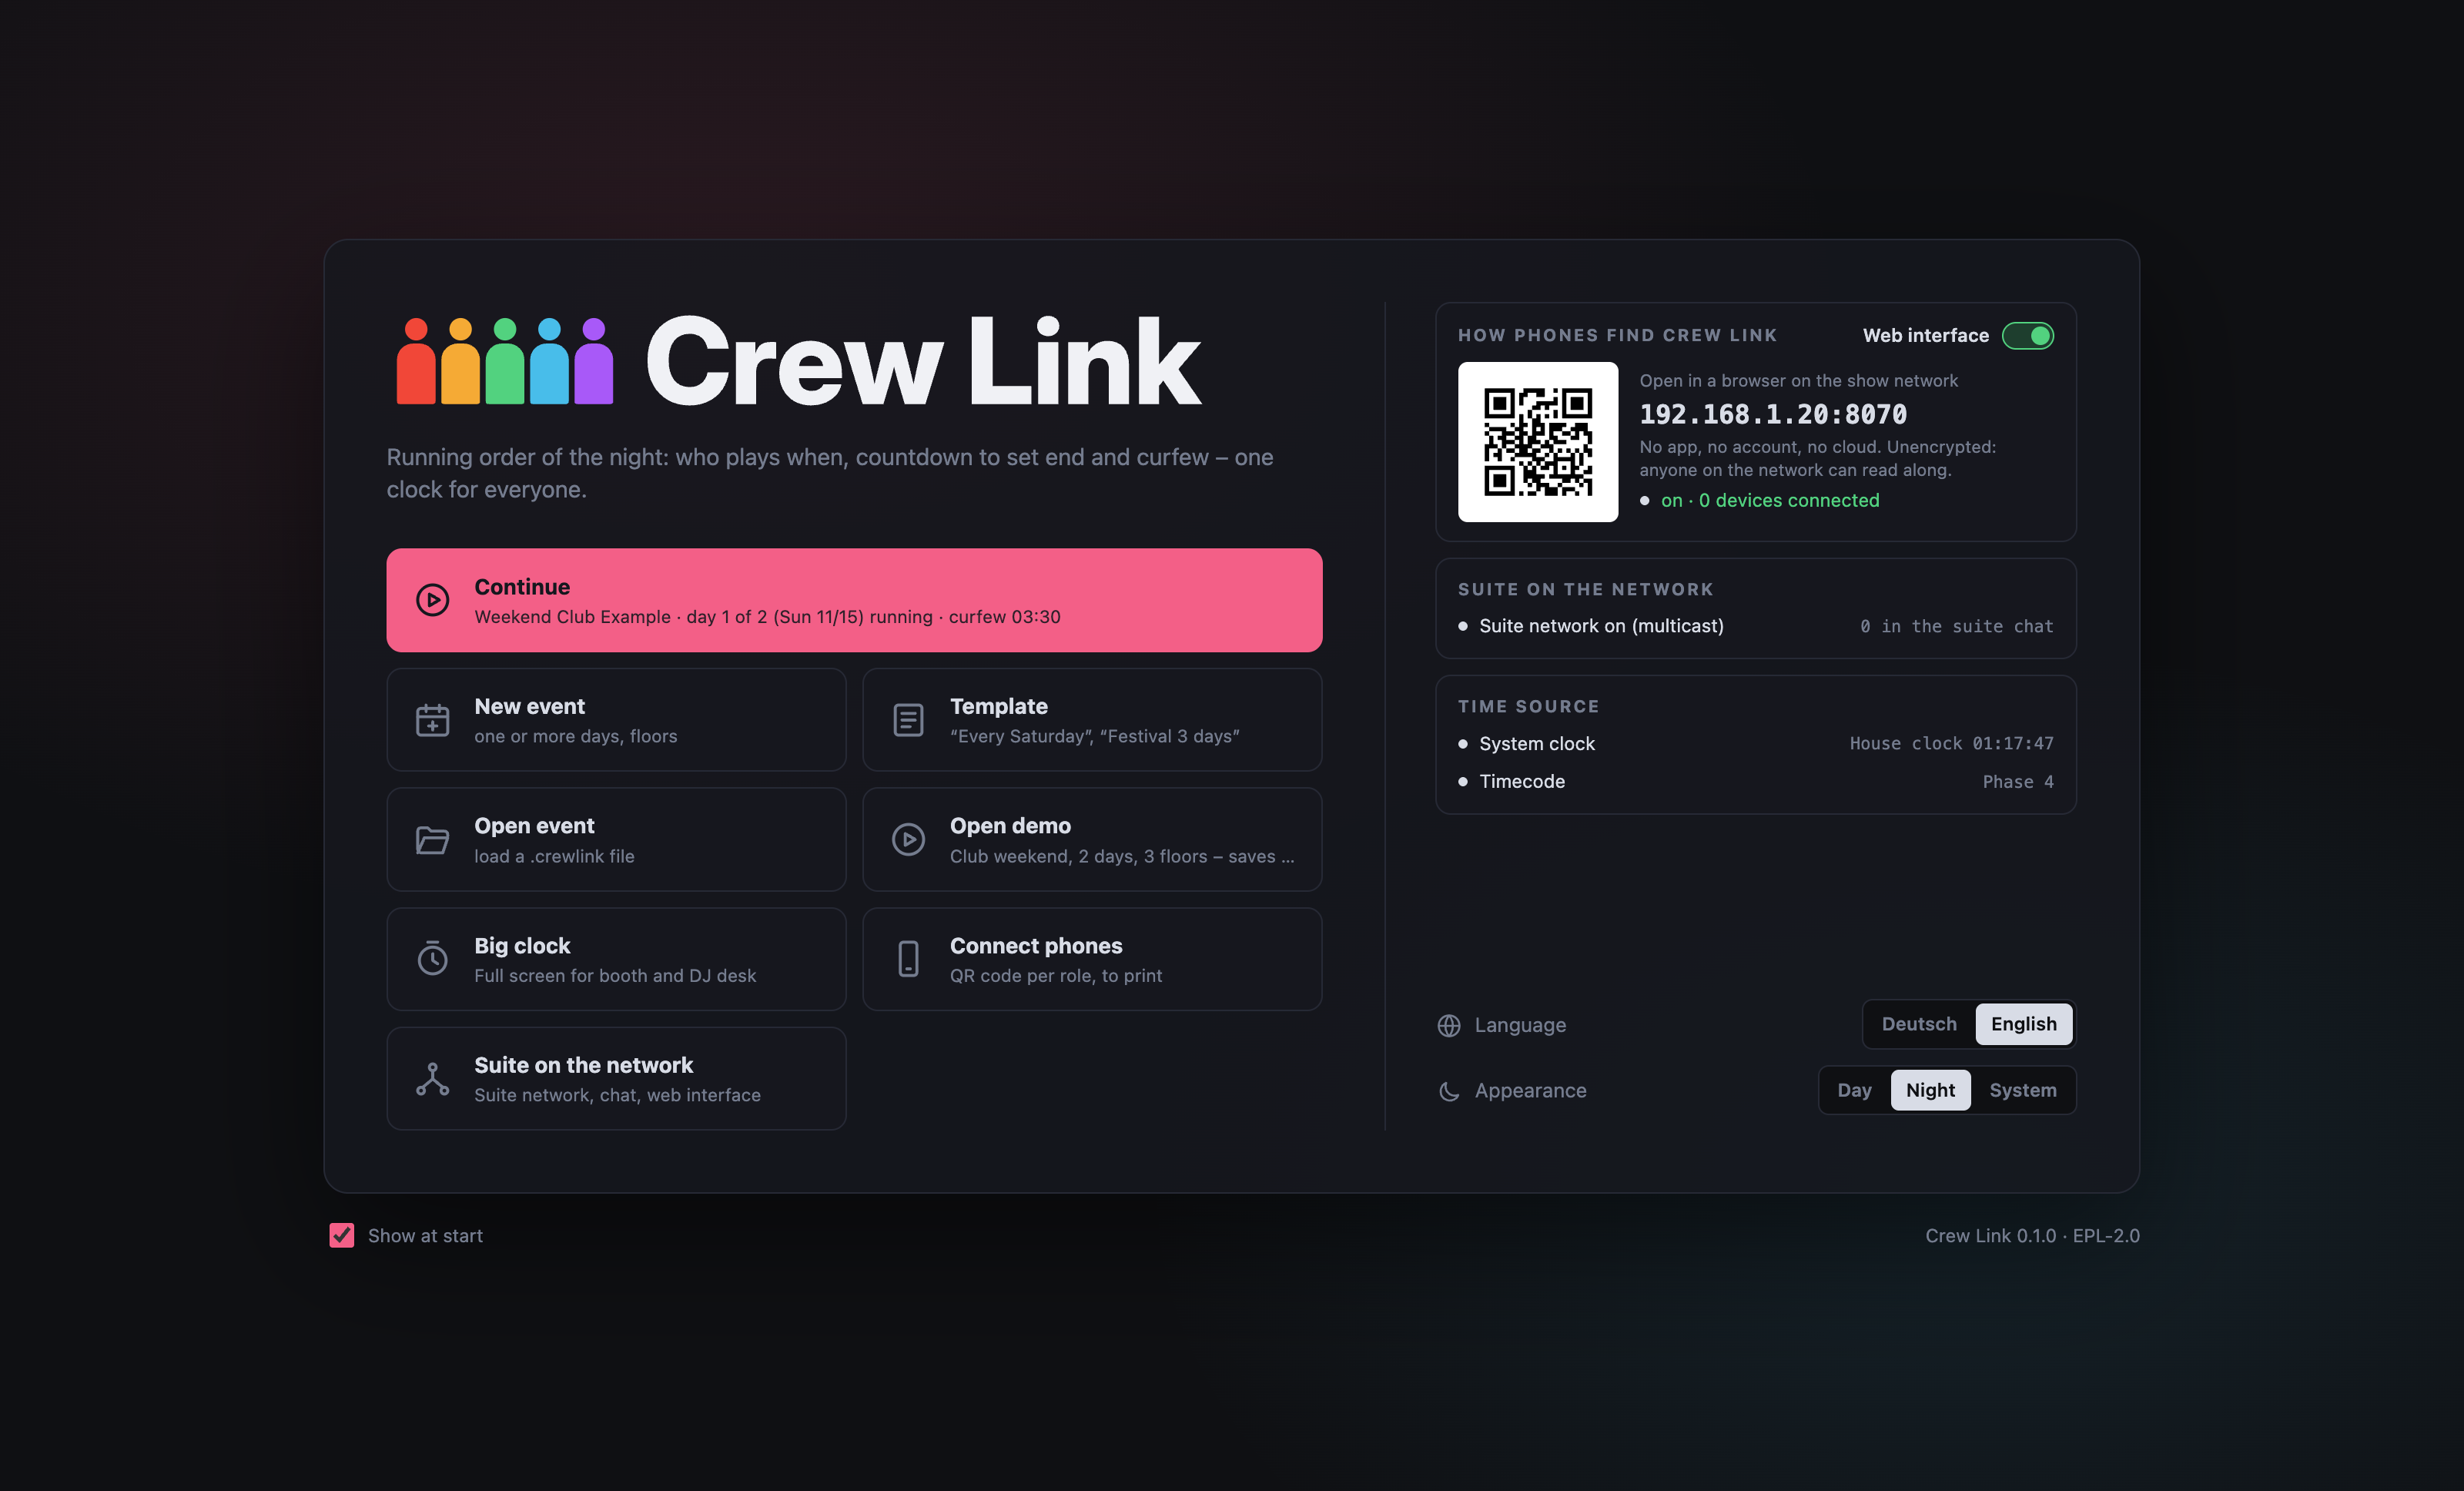 Crew Link
Running order of the night: who plays when, countdown to set end and curfew – one
clock for everyone.
Continue
Weekend Club Example · day 1 of 2 (Sun 11/15) running · curfew 03:30
New event
one or more days, floors
Template
“Every Saturday”, “Festival 3 days”
Open event
load a .crewlink file
Open demo
Club weekend, 2 days, 3 floors – saves ...
Big clock
Full screen for booth and DJ desk
Connect phones
QR code per role, to print
Suite on the network
Suite network, chat, web interface
HOW PHONES FIND CREW LINK
Web interface
Open in a browser on the show network
192.168.1.20:8070
No app, no account, no cloud. Unencrypted:
anyone on the network can read along.
on · 0 devices connected
SUITE ON THE NETWORK
Suite network on (multicast)
0 in the suite chat
TIME SOURCE
System clock
House clock 01:17:47
Timecode
Phase 4
Language
Deutsch
English
Appearance
Day
Night
System
Show at start
Crew Link 0.1.0 · EPL-2.0